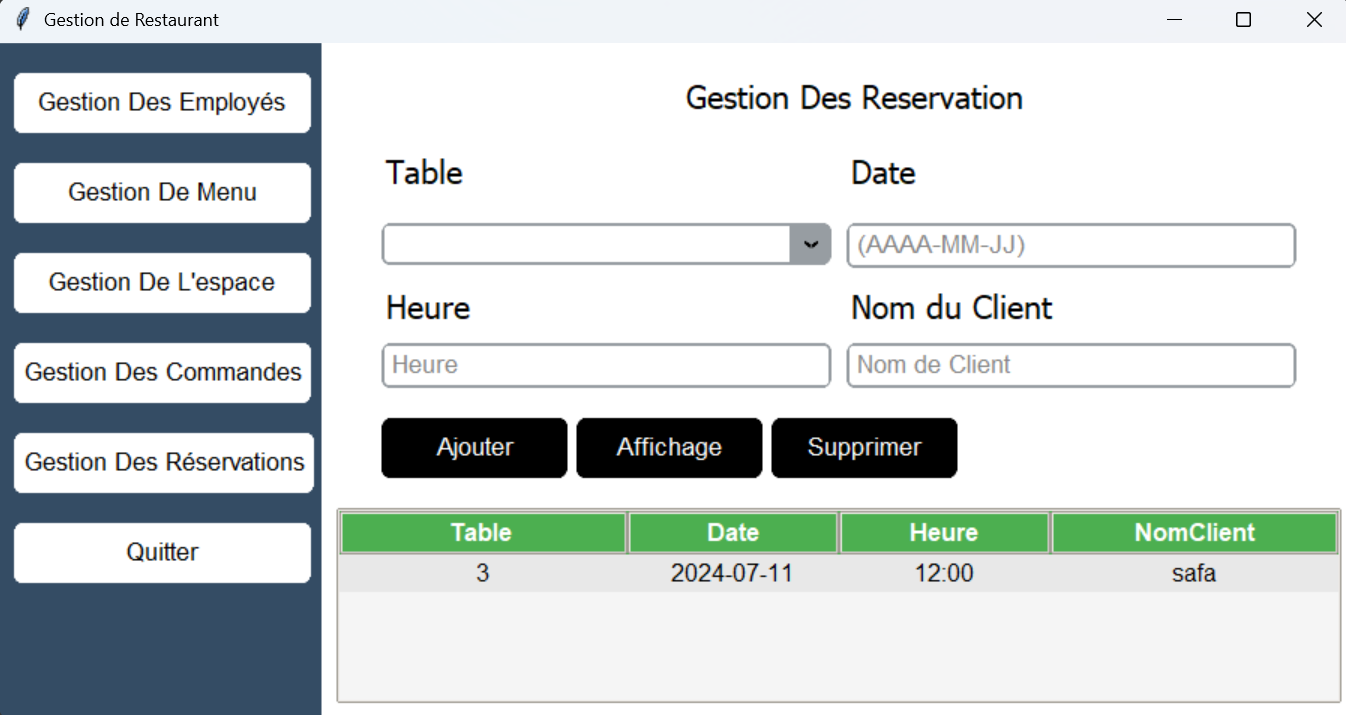 Gestion de Restaurant
Gestion Des Employés
Gestion De Menu
Gestion De L'espace
Gestion Des Commandes
Gestion Des Réservations
Quitter
Gestion Des Reservation
Table Date
(AAAA-MM-JJ)
Heure Nom du Client
Heure Nom de Client
Ajouter Affichage Supprimer
Table Date Heure NomClient
3 2024-07-11 12:00 safa